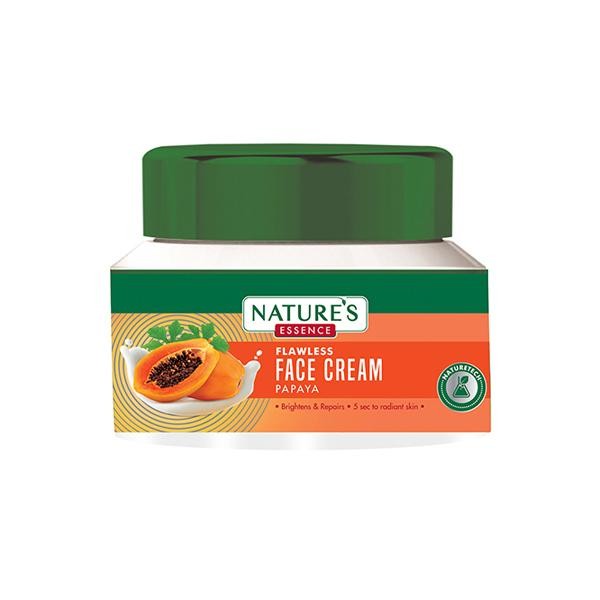 NATURE'S
ESSENCE
FLAWLESS
FACE CREAM
PAPAYA
• Brightens & Repairs • 5 sec to radiant skin •
NATURETECH